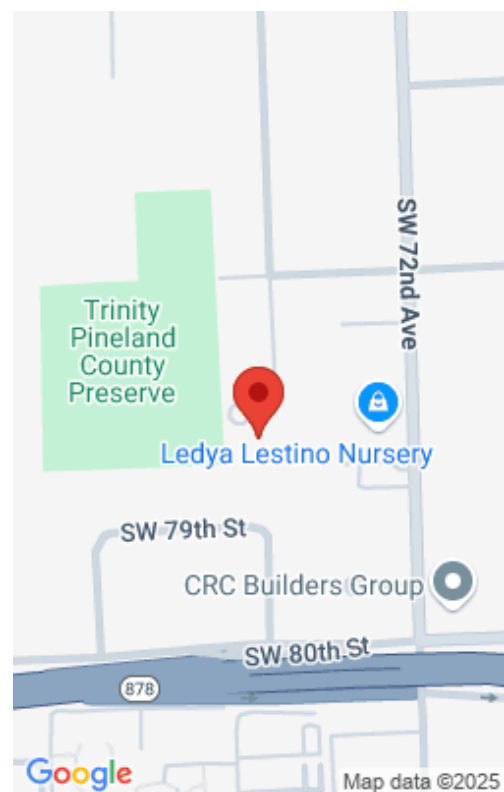 SW 72nd Ave
Trinity
Pineland
County
Preserve
Ledya Lestino Nursery
SW 79th St
CRC Builders Group
SW 80th St
878
Google
Map data ©2025